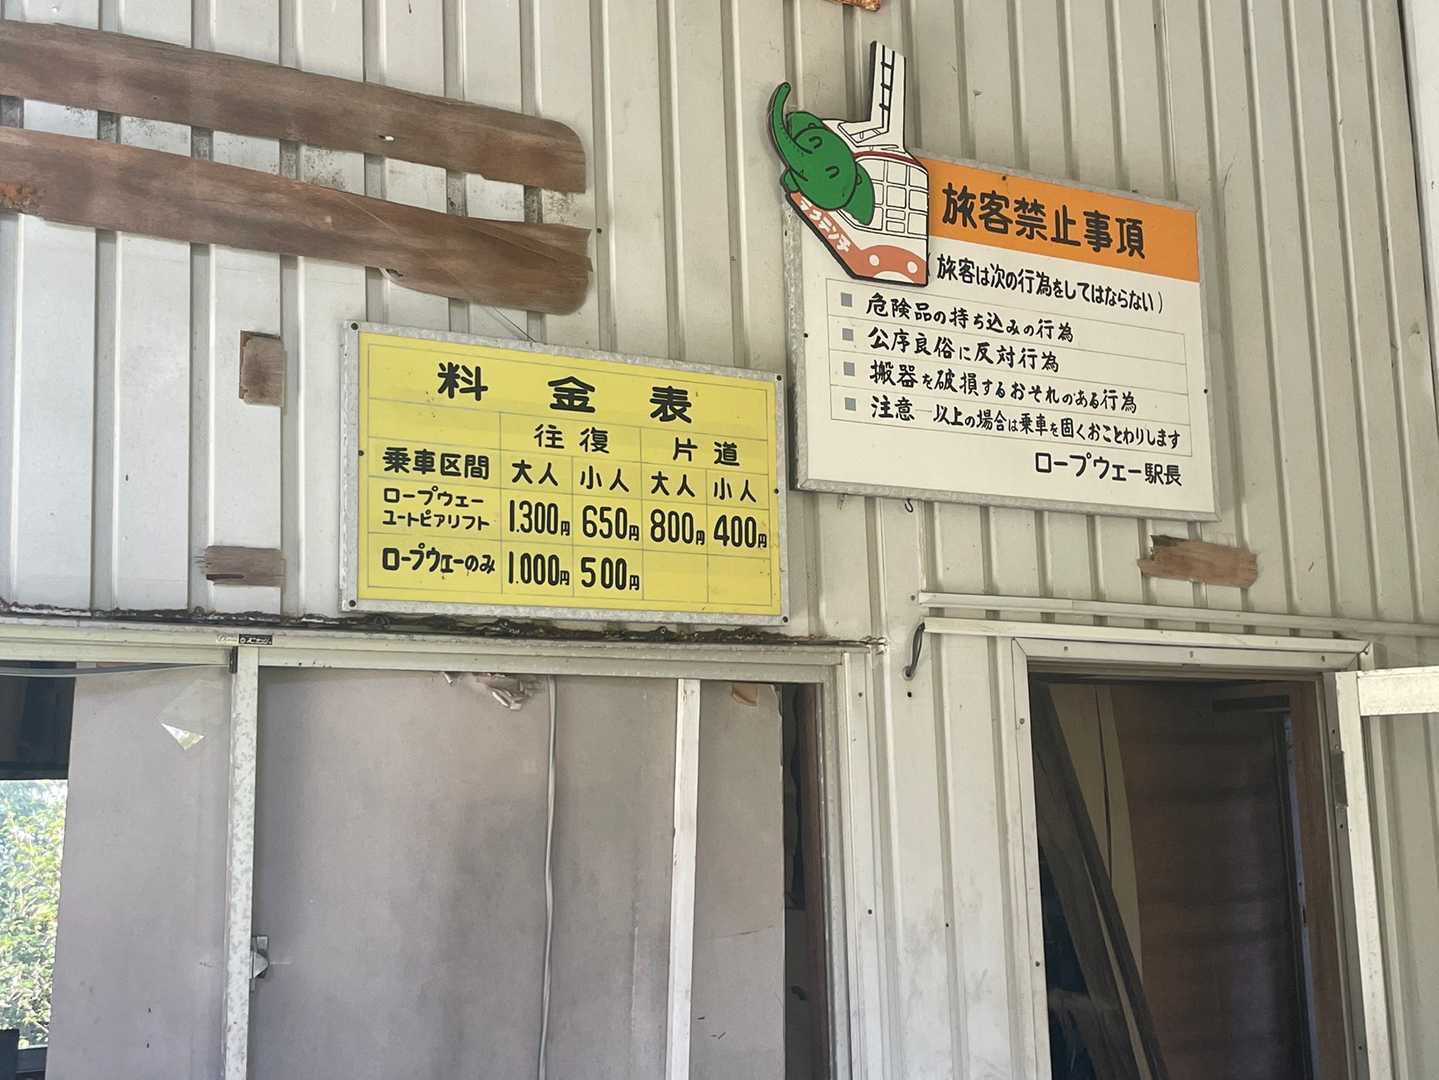 料金表
往復 片道
乗車区間 大人 小人 大人 小人
ロープウェー
ユートピアリフト 1.300円 650円 800円 400円
ロープウェーのみ 1.000円 500円
ラクテンチ
旅客禁止事項
(旅客は次の行為をしてはならない)
危険品の持ち込みの行為
公序良俗に反対行為
搬器を破損するおそれのある行為
注意 以上の場合は乗車を固くおことわりします
ロープウェー駅長